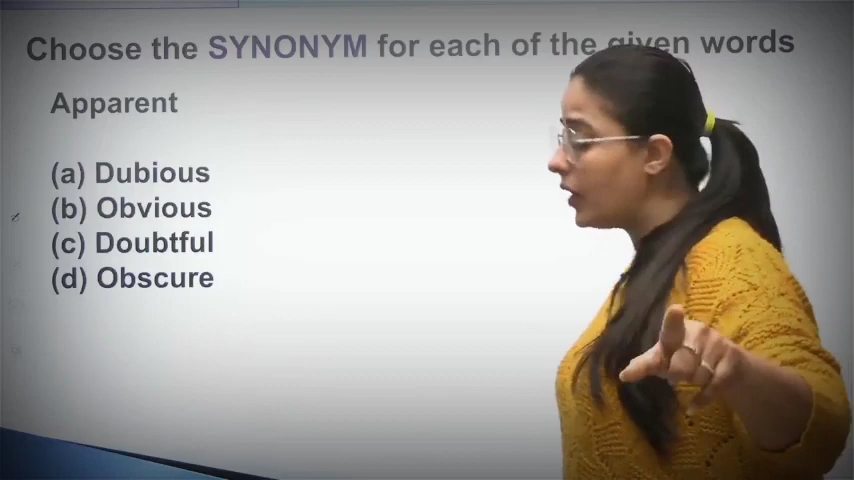 Choose the SYNONYM for each of the given words
Apparent
(a) Dubious
(b) Obvious
(c) Doubtful
(d) Obscure